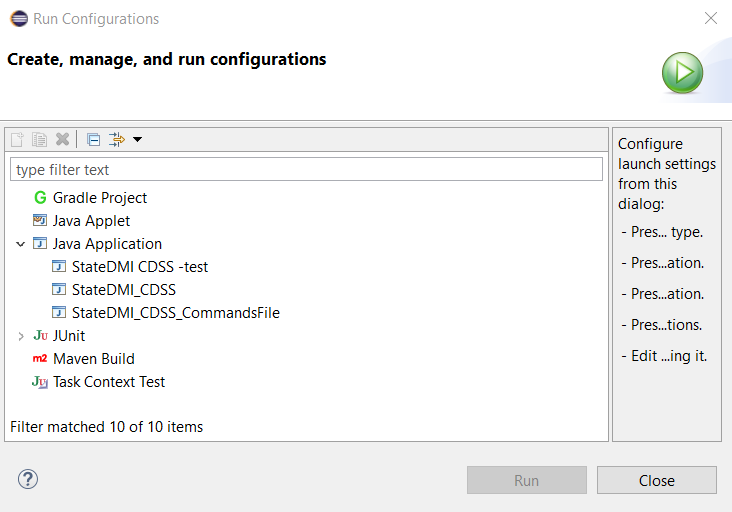 Run Configurations
Create, manage, and run configurations
type filter text
Gradle Project
Java Applet
Java Application
StateDMI CDSS -test
StateDMI_CDSS
StateDMI_CDSS_CommandsFile
JUnit
Maven Build
Task Context Test
Filter matched 10 of 10 items
Configure
launch settings
from this
dialog:
- Pres... type.
- Pres...ation.
- Pres...ation.
- Pres...tions.
- Edit ...ing it.
Run
Close